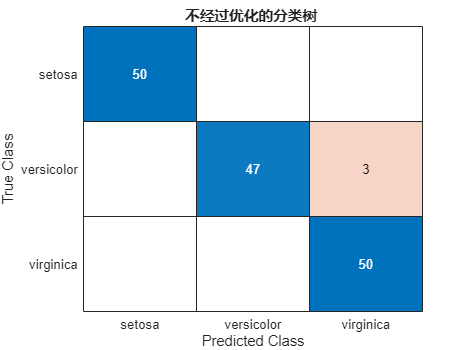 不经过优化的分类树
True Class
setosa
50
versicolor
47
3
virginica
50
setosa
versicolor
virginica
Predicted Class